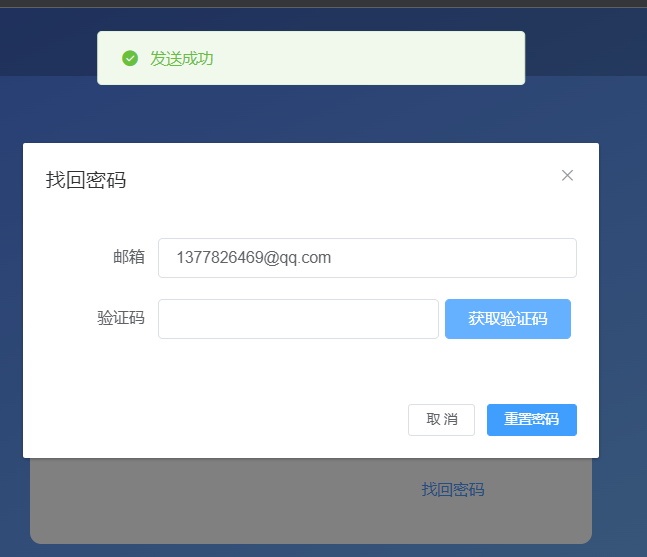 发送成功
找回密码
邮箱 1377826469@qq.com
验证码 获取验证码
取 消 重置密码
找回密码